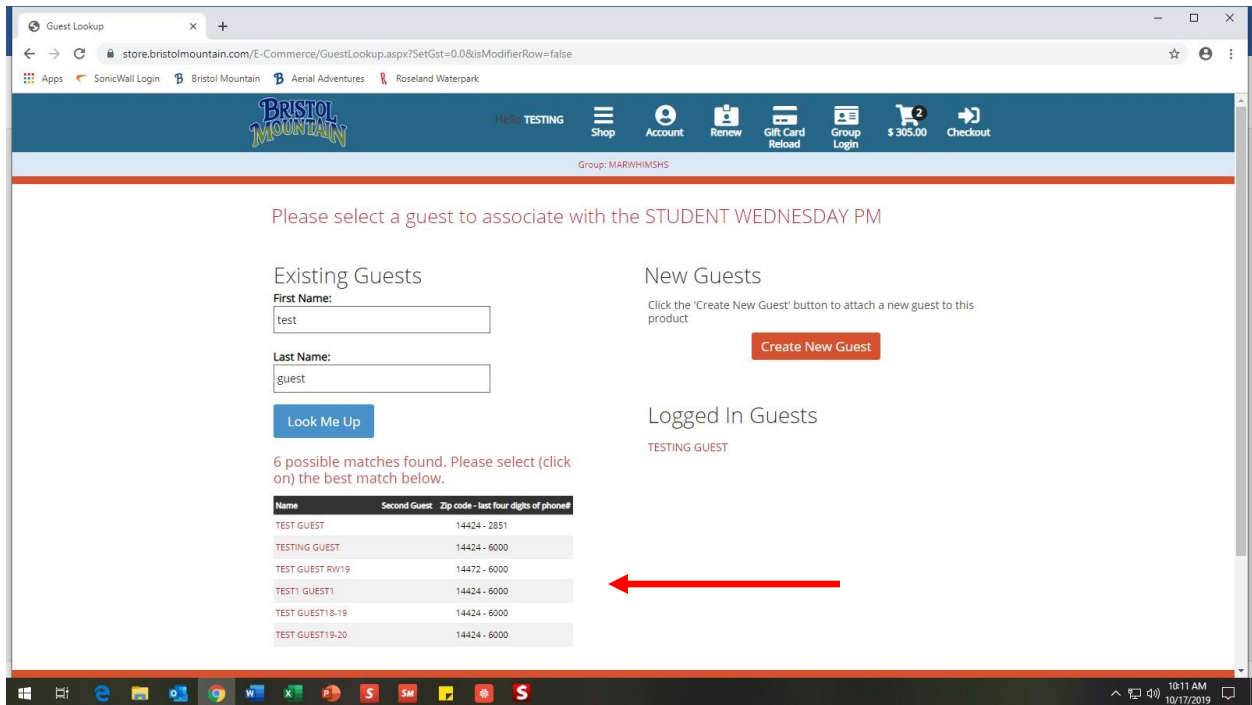 Guest Lookup
store.bristolmountain.com/E-Commerce/GuestLookup.aspx?SetGst=0.0&isModifierRow=false
Apps SonicWall Login Bristol Mountain Aerial Adventures Roseland Waterpark
BRISTOL MOUNTAIN
Hello TESTING
Shop
Account
Renew
Gift Card Reload
Group Login
2
$ 305.00
Checkout
Group: MARWHIMSHS
Please select a guest to associate with the STUDENT WEDNESDAY PM
Existing Guests
First Name:
test
Last Name:
guest
Look Me Up
6 possible matches found. Please select (click
on) the best match below.
Name Second Guest Zip code - last four digits of phone#
TEST GUEST 14424 - 2851
TESTING GUEST 14424 - 6000
TEST GUEST RW19 14472 - 6000
TEST1 GUEST1 14424 - 6000
TEST GUEST18-19 14424 - 6000
TEST GUEST19-20 14424 - 6000
New Guests
Click the 'Create New Guest' button to attach a new guest to this
product
Create New Guest
Logged In Guests
TESTING GUEST
10:11 AM
10/17/2019